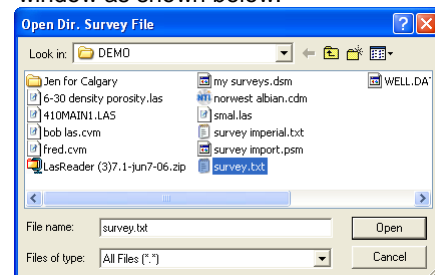 window as shown below.
Open Dir. Survey File
Look in: DEMO
Jen for Calgary
6-30 density porosity.las
410MAIN1.LAS
bob las.cvm
fred.cvm
LasReader (3)7.1-jun7-06.zip
my surveys.dsm
norwest albian.cdm
smal.las
survey imperial.txt
survey import.psm
survey.txt
WELL.DA
File name: survey.txt Open
Files of type: All Files (*.*) Cancel